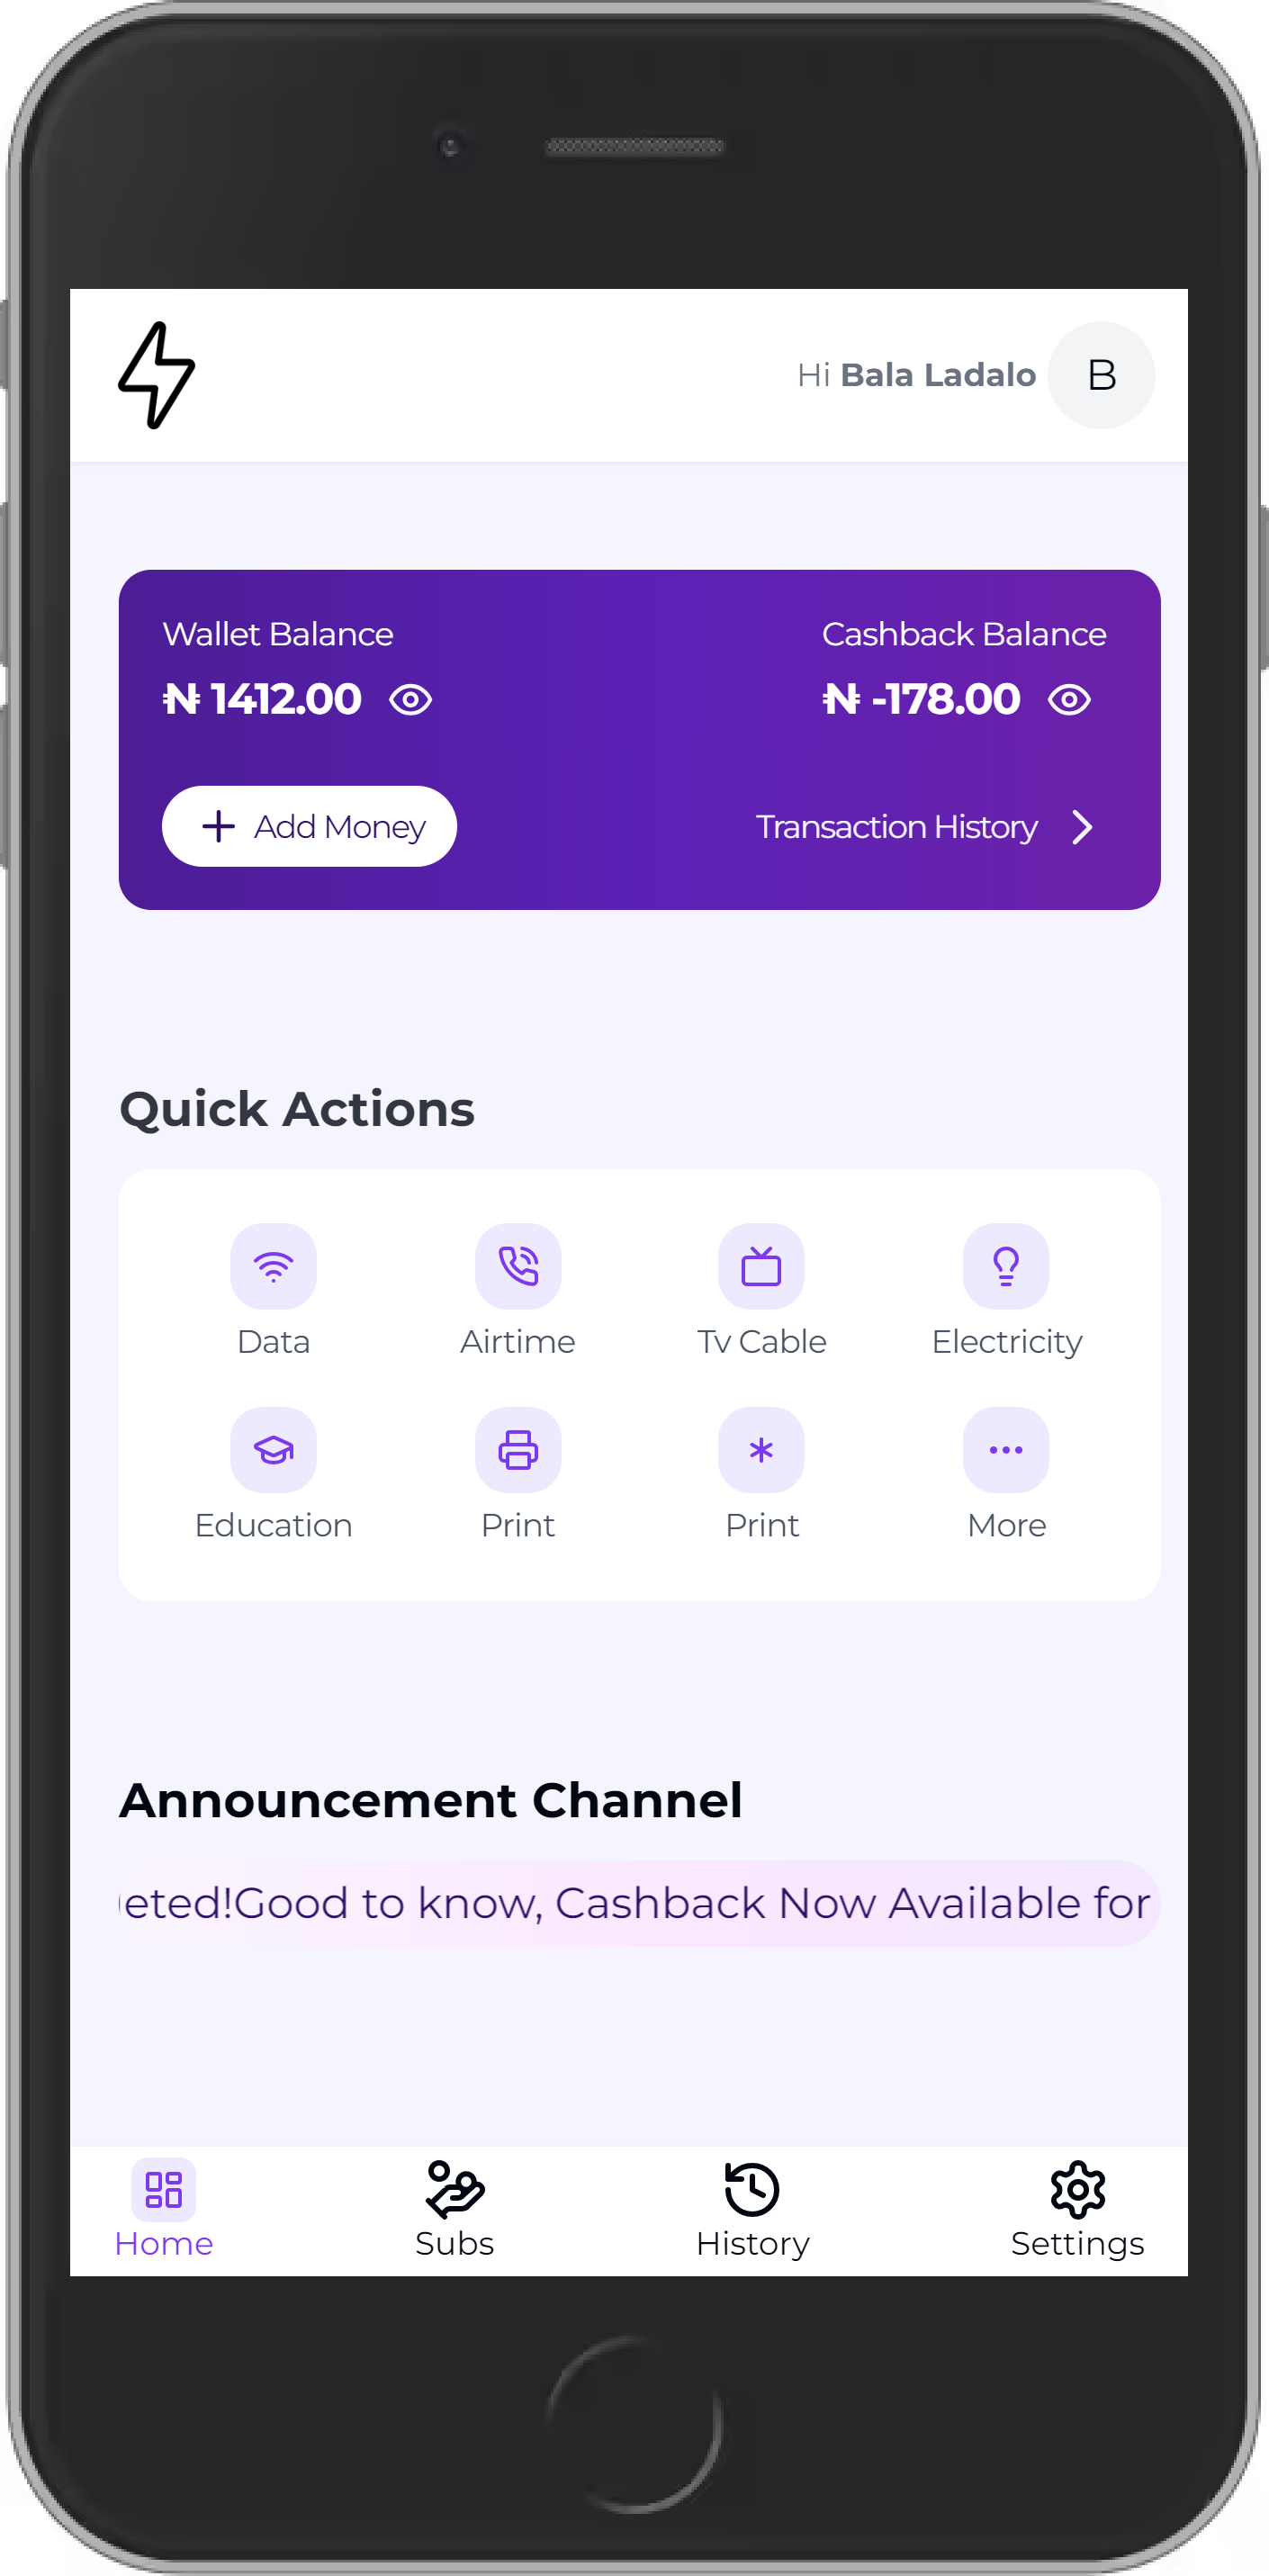 Hi Bala Ladalo B
Wallet Balance Cashback Balance
₦ 1412.00 ₦ -178.00
Add Money Transaction History
Quick Actions
Data Airtime Tv Cable Electricity
Education Print Print More
Announcement Channel
eted!Good to know, Cashback Now Available for
Home Subs History Settings